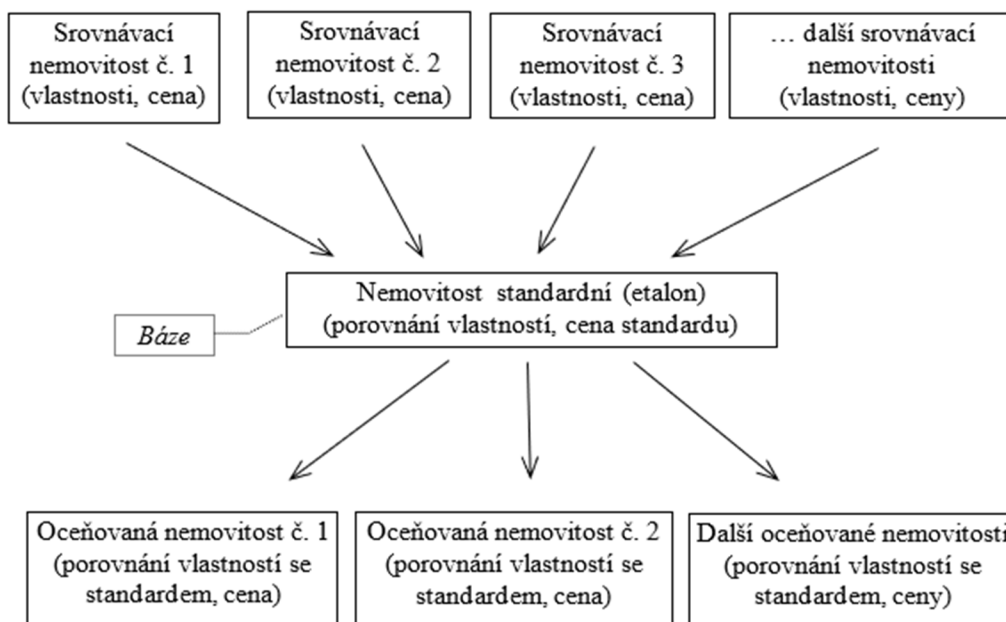 Srovnávací
nemovitost č. 1
(vlastnosti, cena)
Srovnávací
nemovitost č. 2
(vlastnosti, cena)
Srovnávací
nemovitost č. 3
(vlastnosti, cena)
… další srovnávací
nemovitosti
(vlastnosti, ceny)
Nemovitost standardní (etalon)
(porovnání vlastností, cena standardu)
Báze
Oceňovaná nemovitost č. 1
(porovnání vlastností se
standardem, cena)
Oceňovaná nemovitost č. 2
(porovnání vlastností se
standardem, cena)
Další oceňované nemovitosti
(porovnání vlastností se
standardem, ceny)